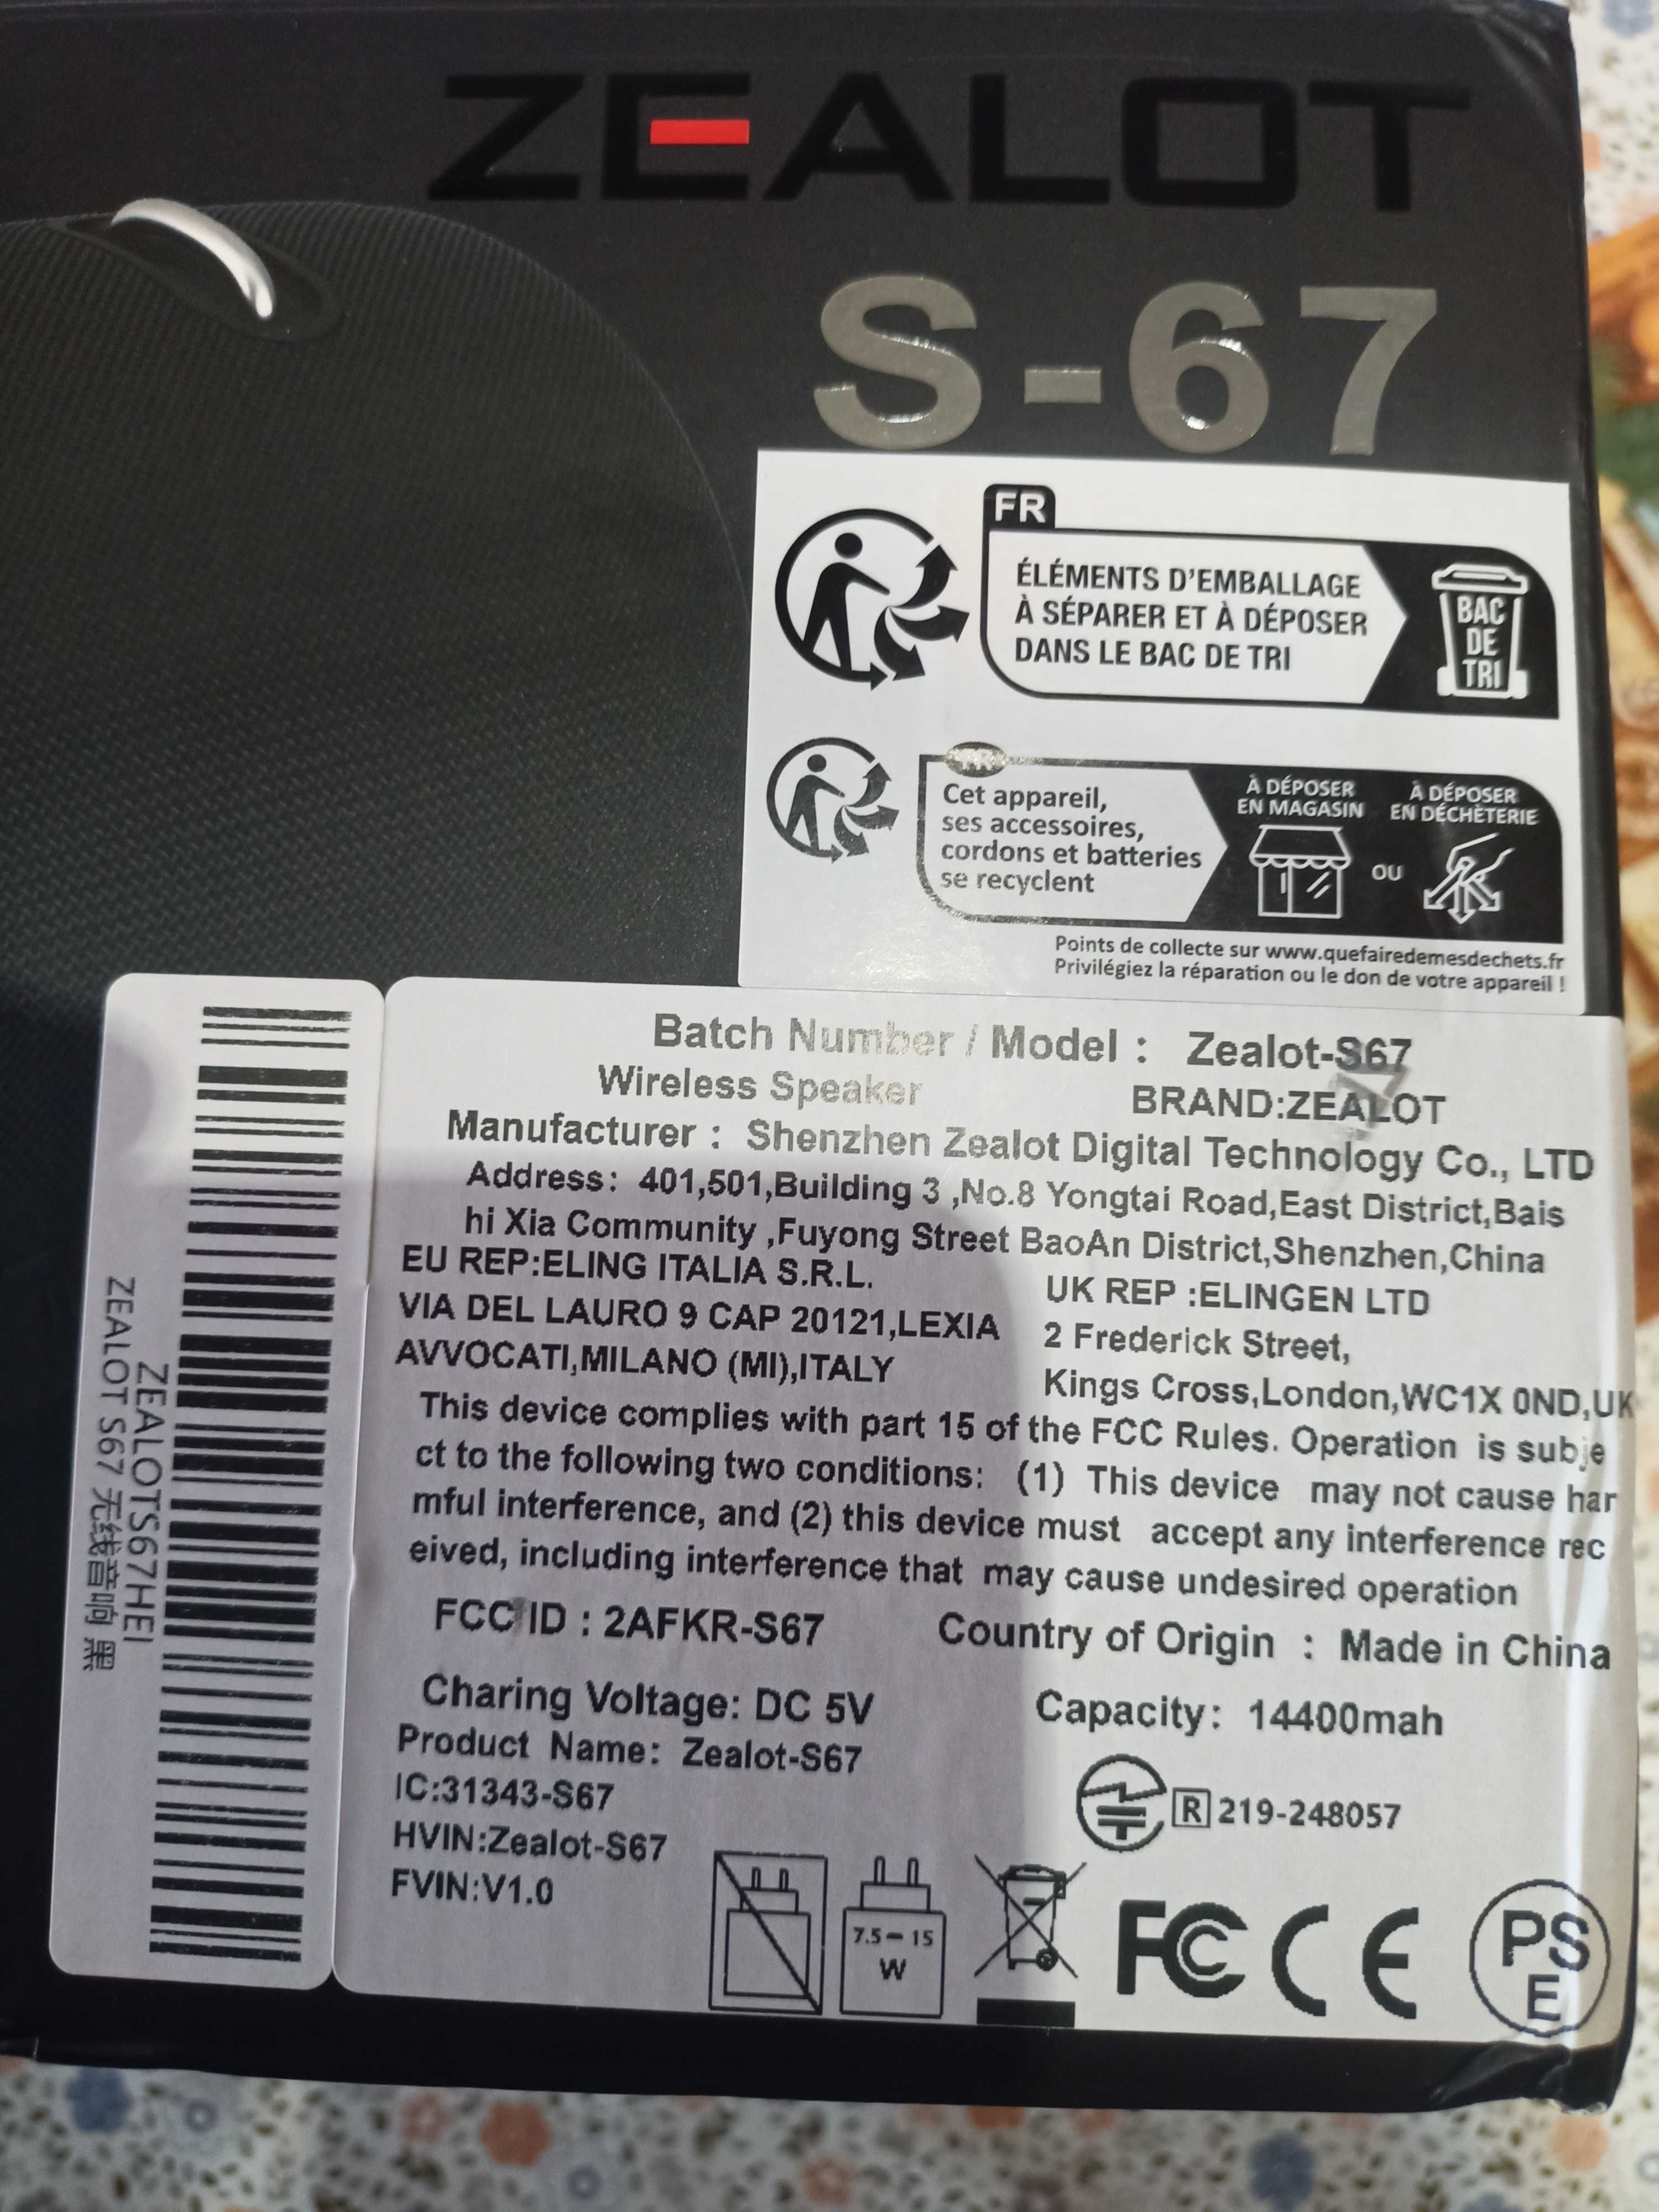 ZEALOT
S-67
FR
ÉLÉMENTS D'EMBALLAGE
À SÉPARER ET À DÉPOSER
DANS LE BAC DE TRI
BAC
DE
TRI
FR
Cet appareil,
ses accessoires,
cordons et batteries
se recyclent
À DÉPOSER
EN MAGASIN
OU
À DÉPOSER
EN DÉCHÈTERIE
Points de collecte sur www.quefairedemesdechets.fr
Privilégiez la réparation ou le don de votre appareil !
ZEALOTS67HEI
ZEALOT S67 无线音响 黑
Batch Number / Model : Zealot-S67
Wireless Speaker BRAND:ZEALOT
Manufacturer : Shenzhen Zealot Digital Technology Co., LTD
Address: 401,501,Building 3 ,No.8 Yongtai Road,East District,Bais
hi Xia Community ,Fuyong Street BaoAn District,Shenzhen,China
EU REP:ELING ITALIA S.R.L.
VIA DEL LAURO 9 CAP 20121,LEXIA
AVVOCATI,MILANO (MI),ITALY
UK REP :ELINGEN LTD
2 Frederick Street,
Kings Cross,London,WC1X 0ND,UK
This device complies with part 15 of the FCC Rules. Operation is subje
ct to the following two conditions: (1) This device may not cause har
mful interference, and (2) this device must accept any interference rec
eived, including interference that may cause undesired operation
FCC ID : 2AFKR-S67 Country of Origin : Made in China
Charing Voltage: DC 5V Capacity: 14400mah
Product Name: Zealot-S67
IC:31343-S67
R 219-248057
HVIN:Zealot-S67
FVIN:V1.0
7.5 - 15
W
FC CE
PS
E